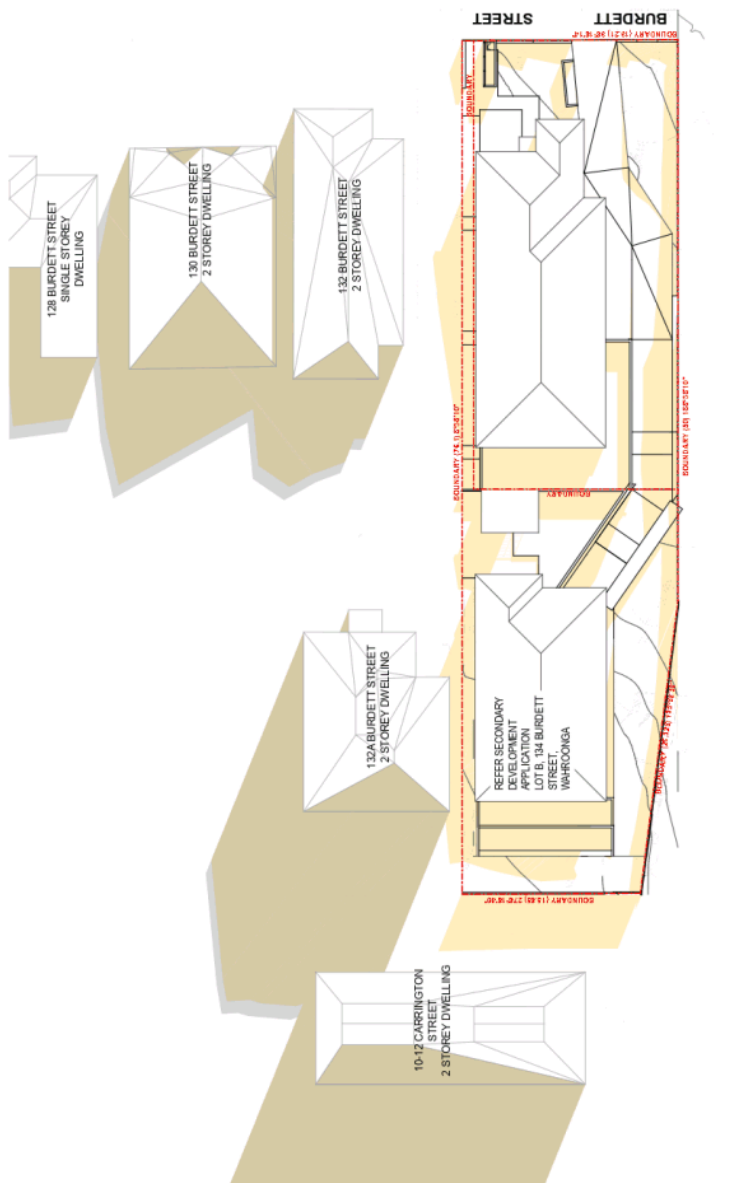 BURDETT STREET
BOUNDARY
128 BURDETT STREET
SINGLE STOREY
DWELLING
130 BURDETT STREET
2 STOREY DWELLING
132 BURDETT STREET
2 STOREY DWELLING
BOUNDARY
132A BURDETT STREET
2 STOREY DWELLING
REFER SECONDARY
DEVELOPMENT
APPLICATION
LOT B, 134 BURDETT
STREET,
WAHROONGA
10-12 CARRINGTON
STREET
2 STOREY DWELLING